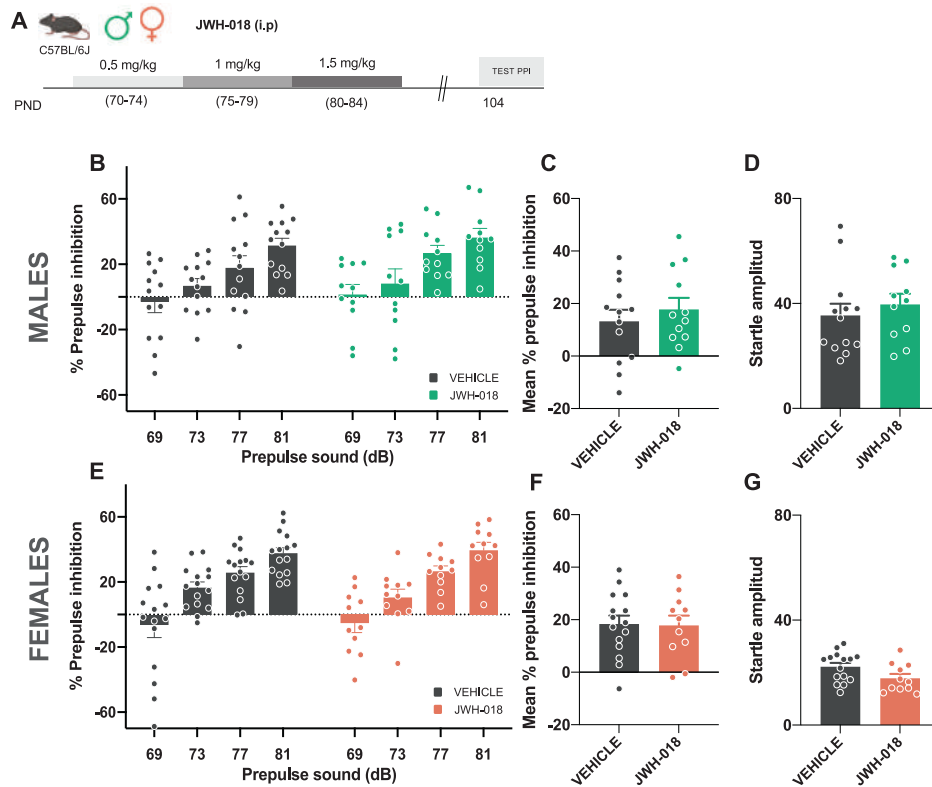 A
JWH-018 (i.p)
C57BL/6J
0.5 mg/kg 1 mg/kg 1.5 mg/kg TEST PPI
PND (70-74) (75-79) (80-84) 104
MALES
B
% Prepulse inhibition
60
20
-20
-60
VEHICLE
JWH-018
69 73 77 81 69 73 77 81
Prepulse sound (dB)
C
Mean % prepulse inhibition
60
40
20
0
-20
VEHICLE JWH-018
D
Startle amplitud
80
40
0
VEHICLE JWH-018
FEMALES
E
% Prepulse inhibition
60
20
-20
-60
VEHICLE
JWH-018
69 73 77 81 69 73 77 81
Prepulse sound (dB)
F
Mean % prepulse inhibition
60
40
20
0
-20
VEHICLE JWH-018
G
Startle amplitud
80
40
0
VEHICLE JWH-018